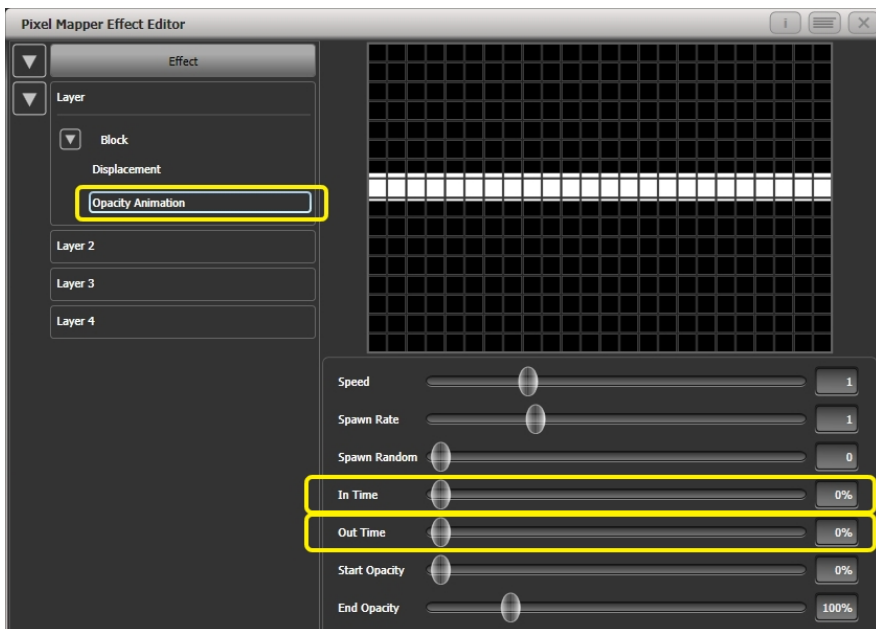 Pixel Mapper Effect Editor
i
Effect
Layer
Block
Displacement
Opacity Animation
Layer 2
Layer 3
Layer 4
Speed 1
Spawn Rate 1
Spawn Random 0
In Time 0%
Out Time 0%
Start Opacity 0%
End Opacity 100%